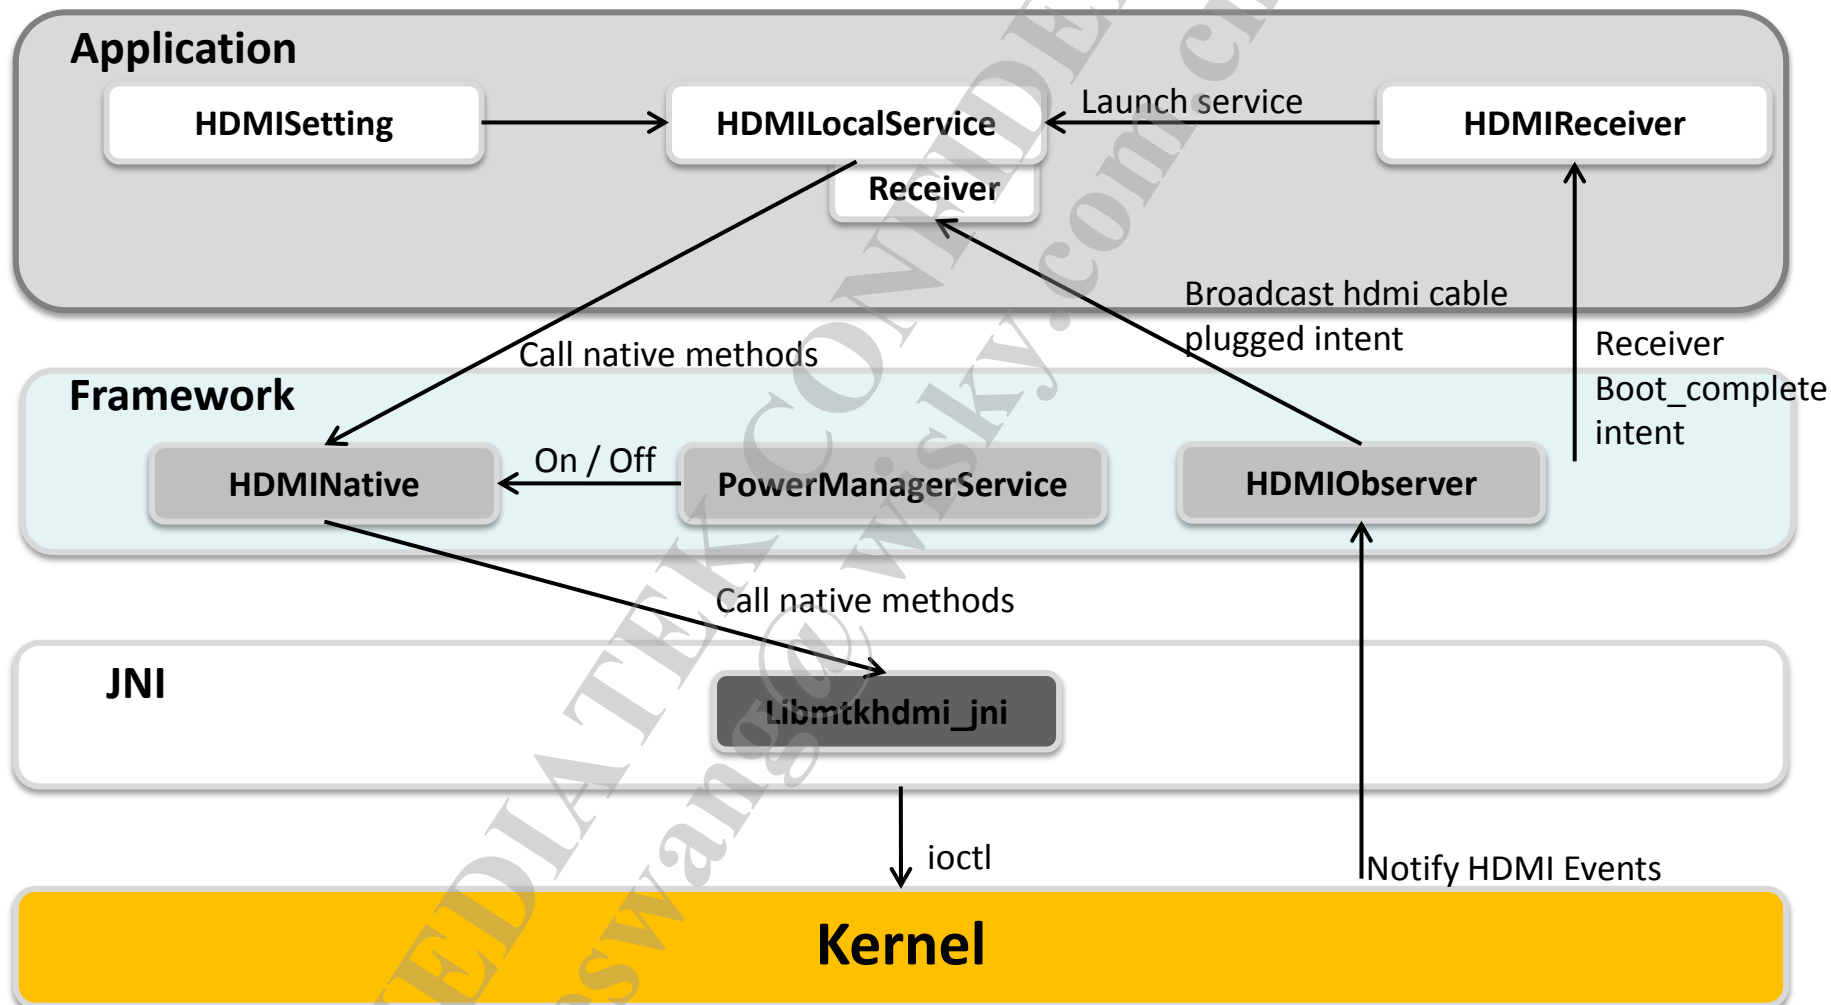 Application
HDMISetting
HDMILocalService
Launch service
HDMIReceiver
Receiver
Broadcast hdmi cable
plugged intent
Call native methods
Receiver
Boot_complete
intent
Framework
HDMINative
On / Off
PowerManagerService
HDMIObserver
Call native methods
JNI
Libmtkhdmi_jni
ioctl
Notify HDMI Events
Kernel